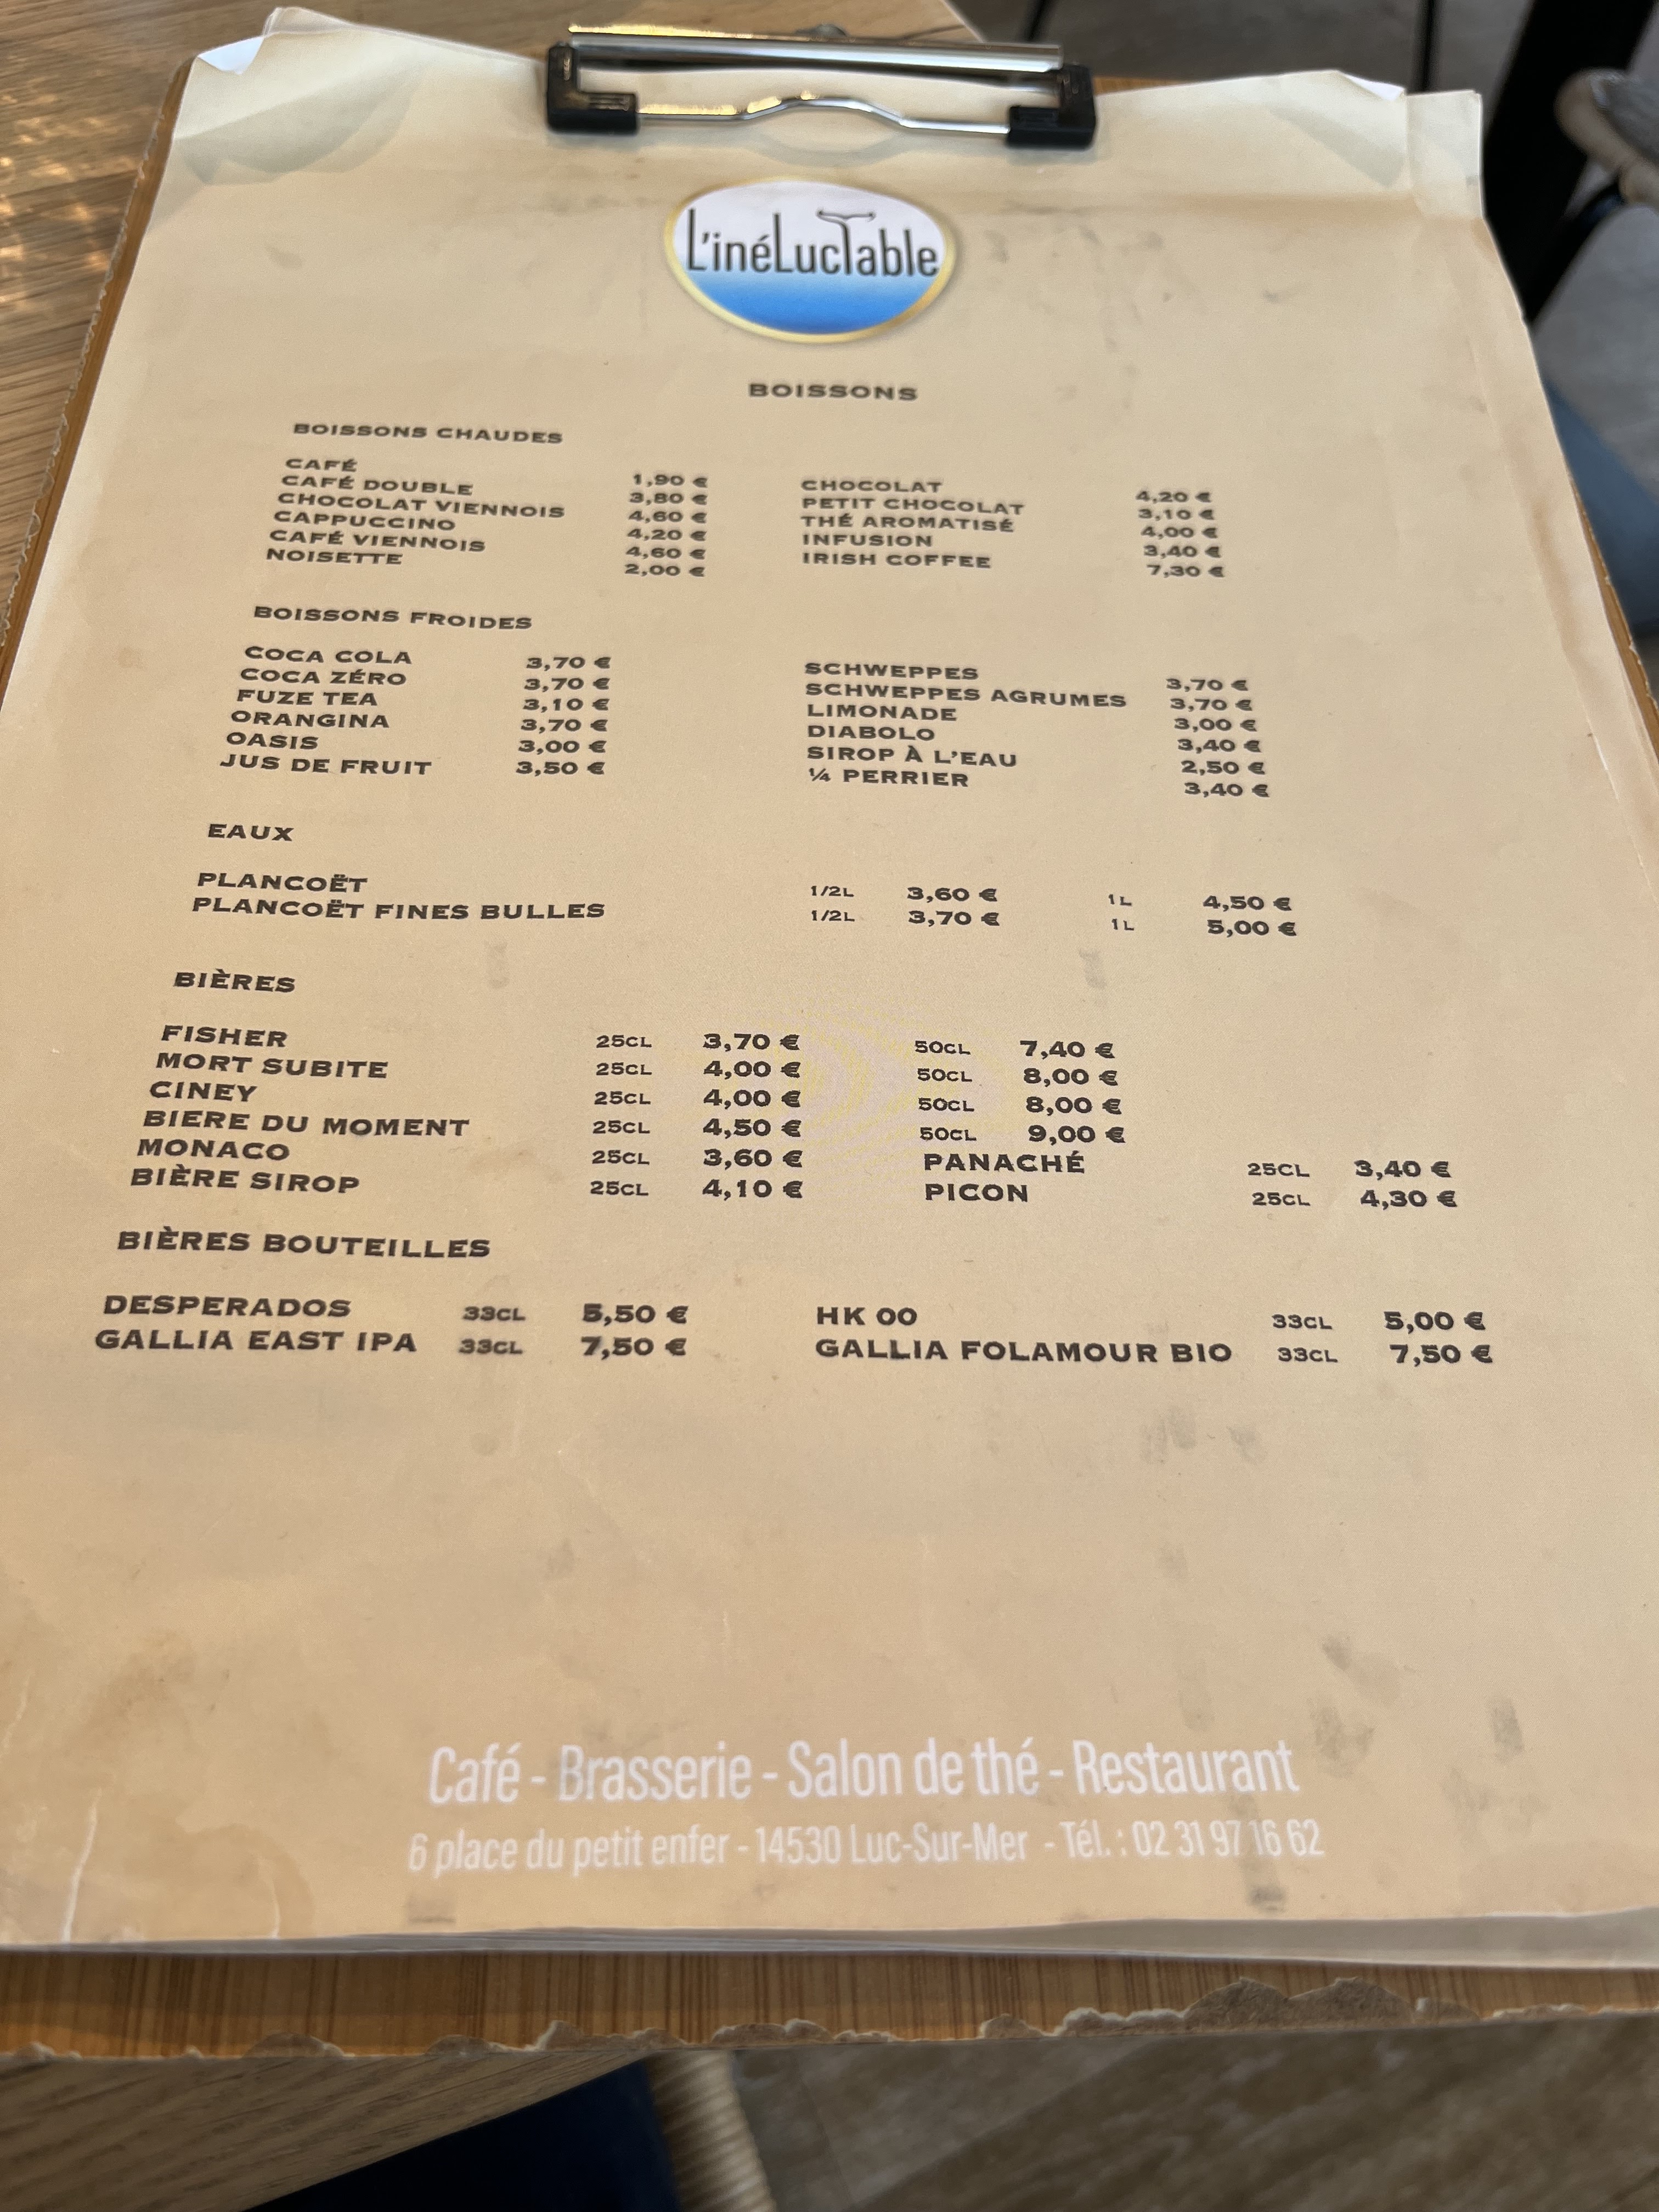 L'inéLucTable
BOISSONS
BOISSONS CHAUDES
CAFÉ 1,90 €
CAFÉ DOUBLE 3,80 €
CHOCOLAT VIENNOIS 4,60 €
CAPPUCCINO 4,20 €
CAFÉ VIENNOIS 4,60 €
NOISETTE 2,00 €
CHOCOLAT 4,20 €
PETIT CHOCOLAT 3,10 €
THÉ AROMATISÉ 4,00 €
INFUSION 3,40 €
IRISH COFFEE 7,30 €
BOISSONS FROIDES
COCA COLA 3,70 €
COCA ZÉRO 3,70 €
FUZE TEA 3,10 €
ORANGINA 3,70 €
OASIS 3,00 €
JUS DE FRUIT 3,50 €
SCHWEPPES 3,70 €
SCHWEPPES AGRUMES 3,70 €
LIMONADE 3,00 €
DIABOLO 3,40 €
SIROP À L'EAU 2,50 €
¼ PERRIER 3,40 €
EAUX
PLANCOËT 1/2L 3,60 € 1L 4,50 €
PLANCOËT FINES BULLES 1/2L 3,70 € 1L 5,00 €
BIÈRES
FISHER 25CL 3,70 € 50CL 7,40 €
MORT SUBITE 25CL 4,00 € 50CL 8,00 €
CINEY 25CL 4,00 € 50CL 8,00 €
BIERE DU MOMENT 25CL 4,50 € 50CL 9,00 €
MONACO 25CL 3,60 € PANACHÉ 25CL 3,40 €
BIÈRE SIROP 25CL 4,10 € PICON 25CL 4,30 €
BIÈRES BOUTEILLES
DESPERADOS 33CL 5,50 € HK 00 33CL 5,00 €
GALLIA EAST IPA 33CL 7,50 € GALLIA FOLAMOUR BIO 33CL 7,50 €
Café - Brasserie - Salon de thé - Restaurant
6 place du petit enfer - 14530 Luc-Sur-Mer - Tél. : 02 31 97 16 62